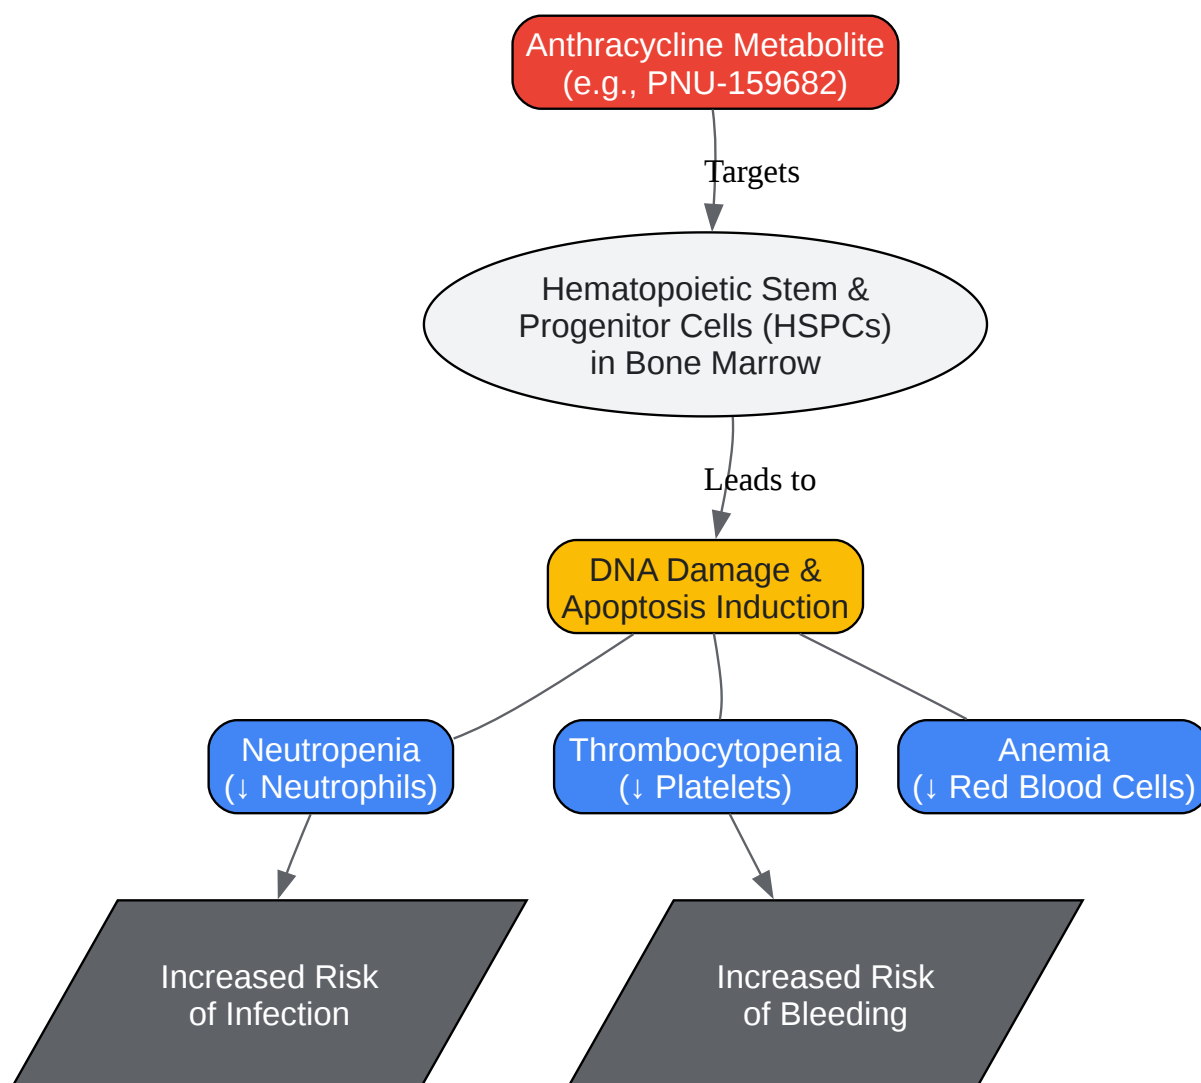 Anthracycline Metabolite
(e.g., PNU-159682)
Targets
Hematopoietic Stem &
Progenitor Cells (HSPCs)
in Bone Marrow
Leads to
DNA Damage &
Apoptosis Induction
Neutropenia
(↓ Neutrophils)
Thrombocytopenia
(↓ Platelets)
Anemia
(↓ Red Blood Cells)
Increased Risk
of Infection
Increased Risk
of Bleeding